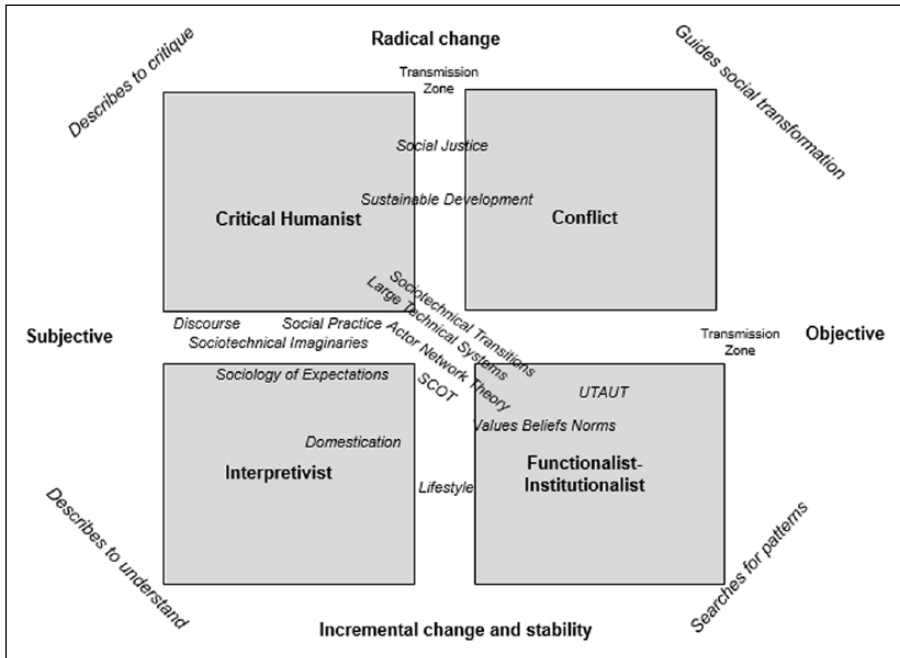 Radical change
Describes to critique
Guides social transformation
Transmission
Zone
Social Justice
Sustainable Development
Critical Humanist
Conflict
Sociotechnical Transitions
Large Technical Systems
Actor Network Theory
SCOT
Subjective
Discourse
Social Practice
Sociotechnical Imaginaries
Transmission
Zone
Objective
Sociology of Expectations
UTAUT
Values Beliefs Norms
Domestication
Interpretivist
Functionalist-
Institutionalist
Lifestyle
Describes to understand
Searches for patterns
Incremental change and stability